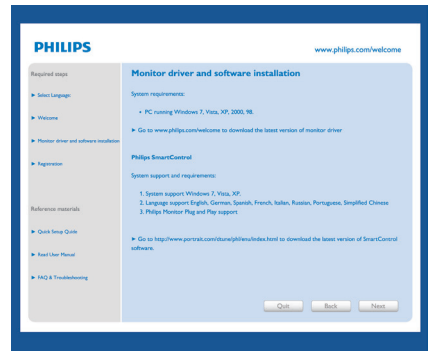 PHILIPS
www.philips.com/welcome
Required steps
► Select Language:
► Welcome
► Monitor driver and software installation
► Registration
Reference materials
► Quick Setup Guide
► Read User Manual
► FAQ & Troubleshooting
Monitor driver and software installation
System requirements:
• PC running Windows 7, Vista, XP, 2000, 98.
► Go to www.philips.com/welcome to download the latest version of monitor driver
Philips SmartControl
System support and requirements:
1. System support Windows 7, Vista, XP.
2. Language support English, German, Spanish, French, Italian, Russian, Portuguese, Simplified Chinese
3. Philips Monitor Plug and Play support
► Go to http://www.portrait.com/dtune/phl/enu/index.html to download the latest version of SmartControl
software.
Quit
Back
Next